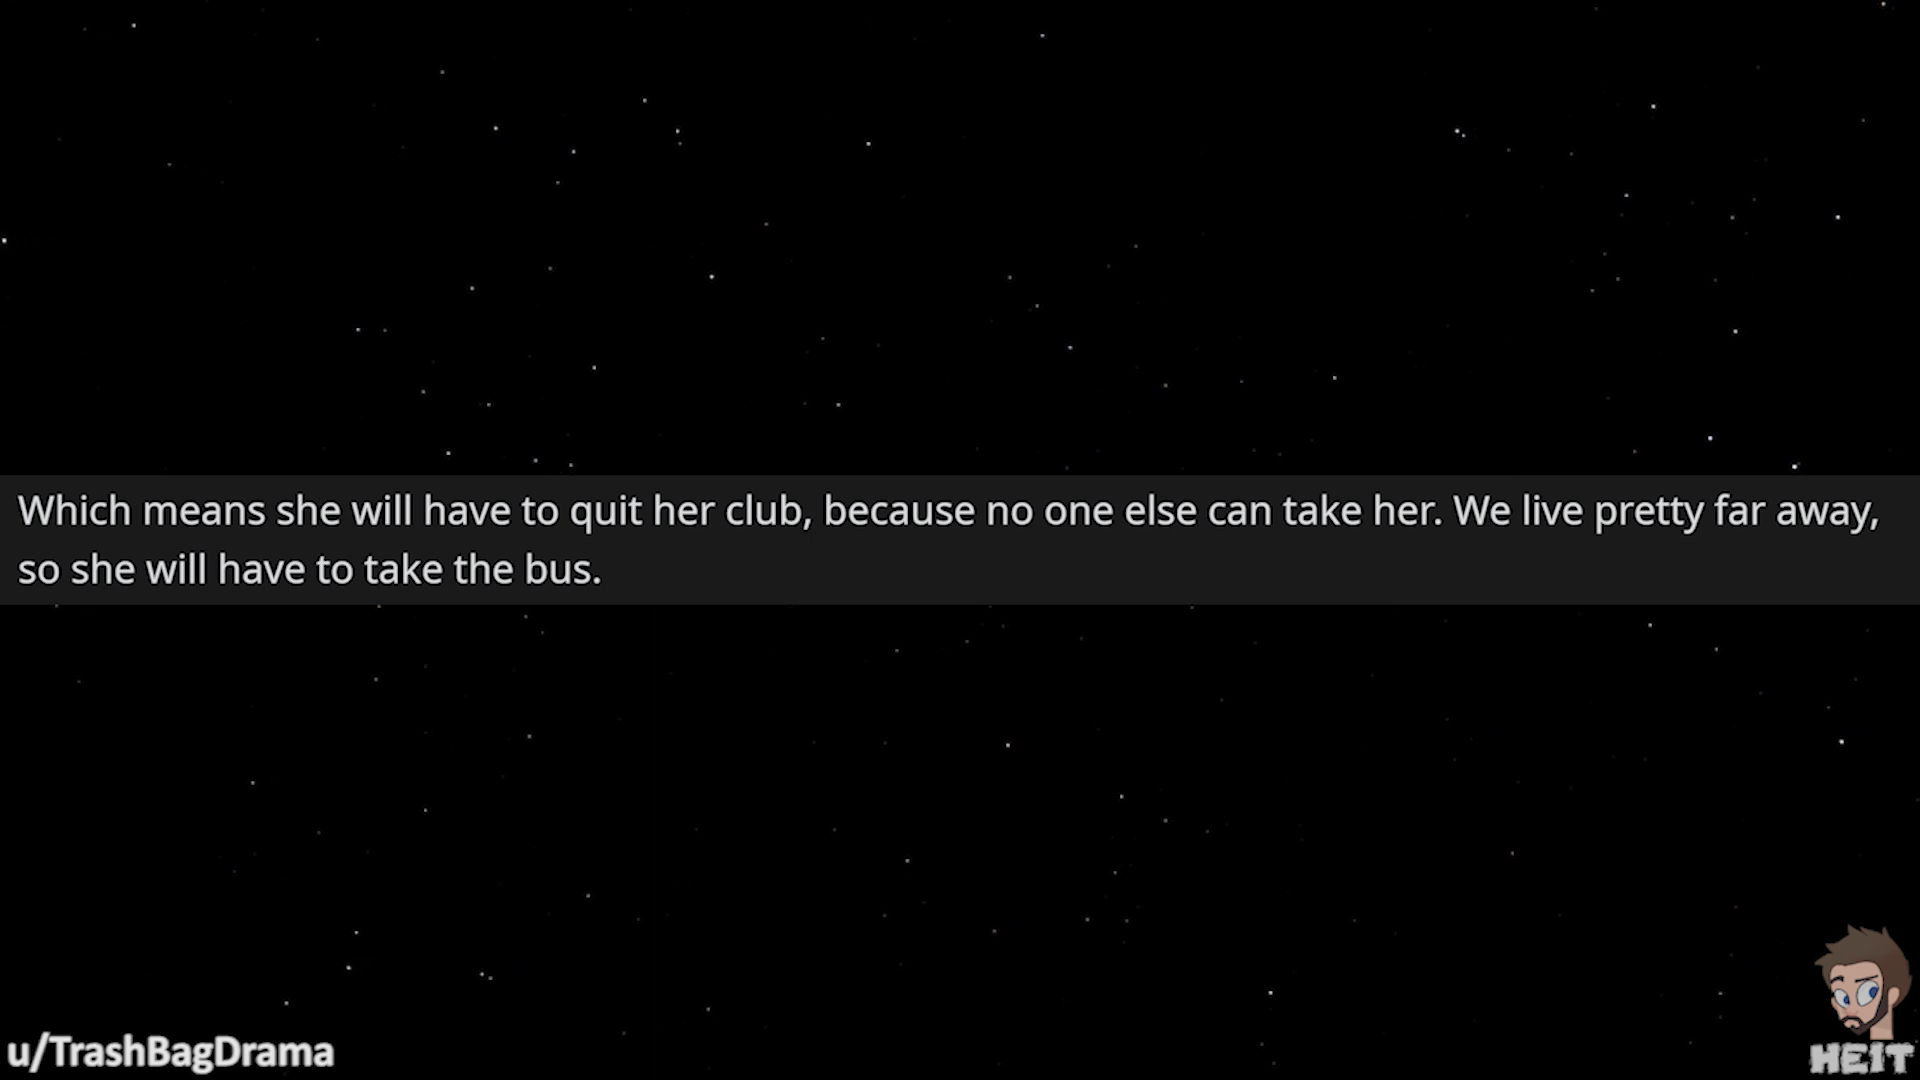 Which means she will have to quit her club, because no one else can take her. We live pretty far away,
so she will have to take the bus.
u/TrashBagDrama
HEIT